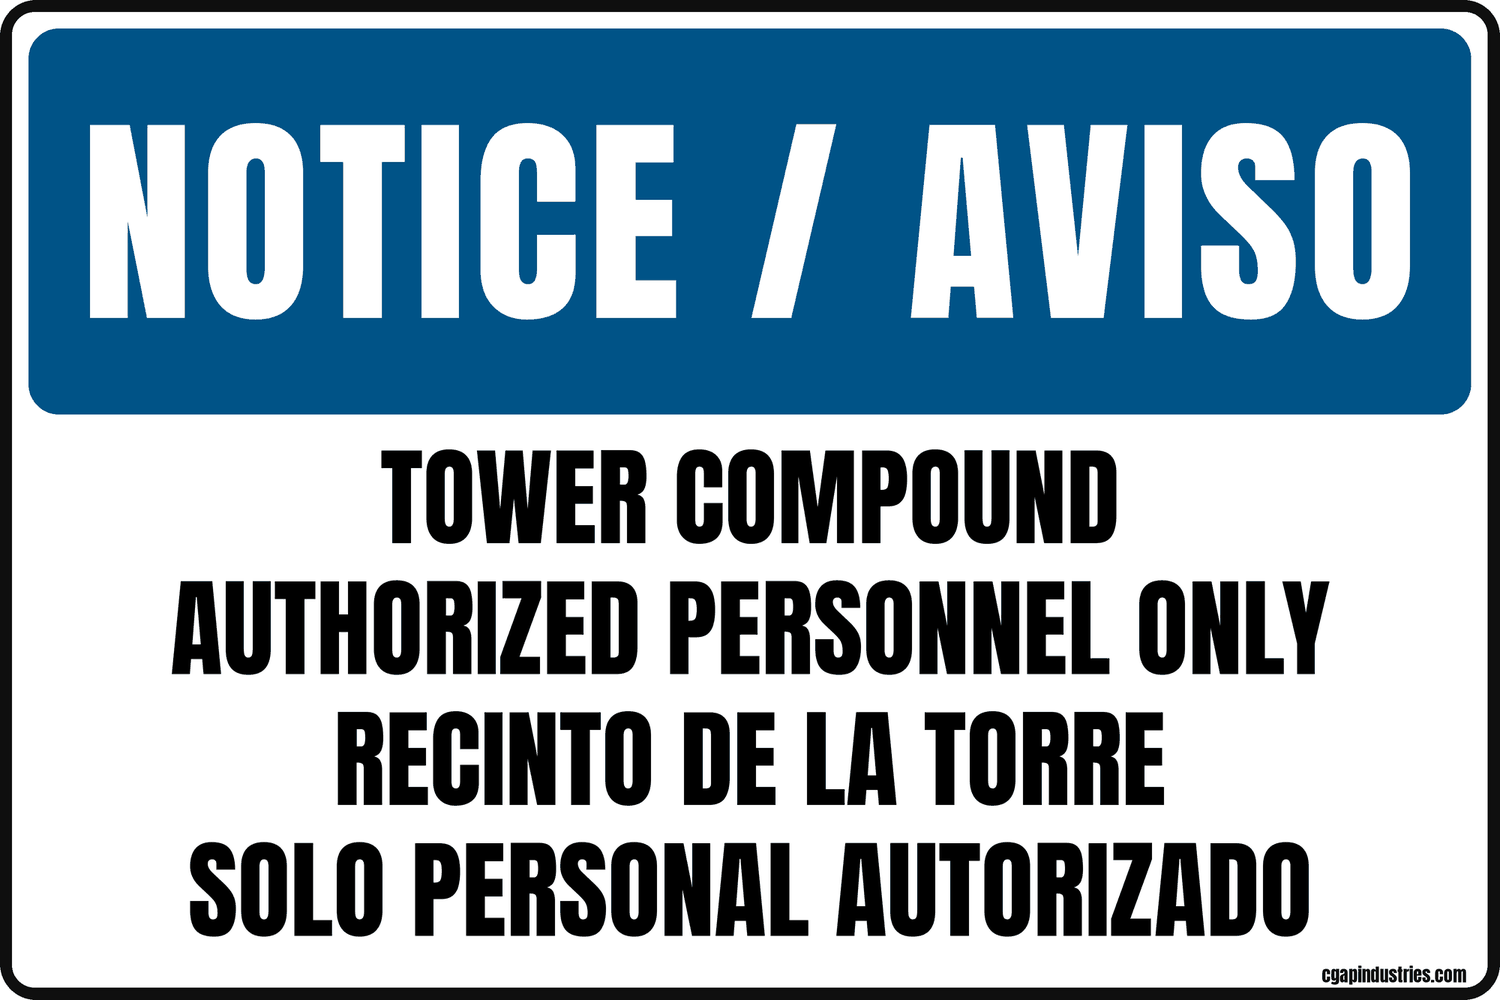 NOTICE / AVISO
TOWER COMPOUND
AUTHORIZED PERSONNEL ONLY
RECINTO DE LA TORRE
SOLO PERSONAL AUTORIZADO
cgapindustries.com